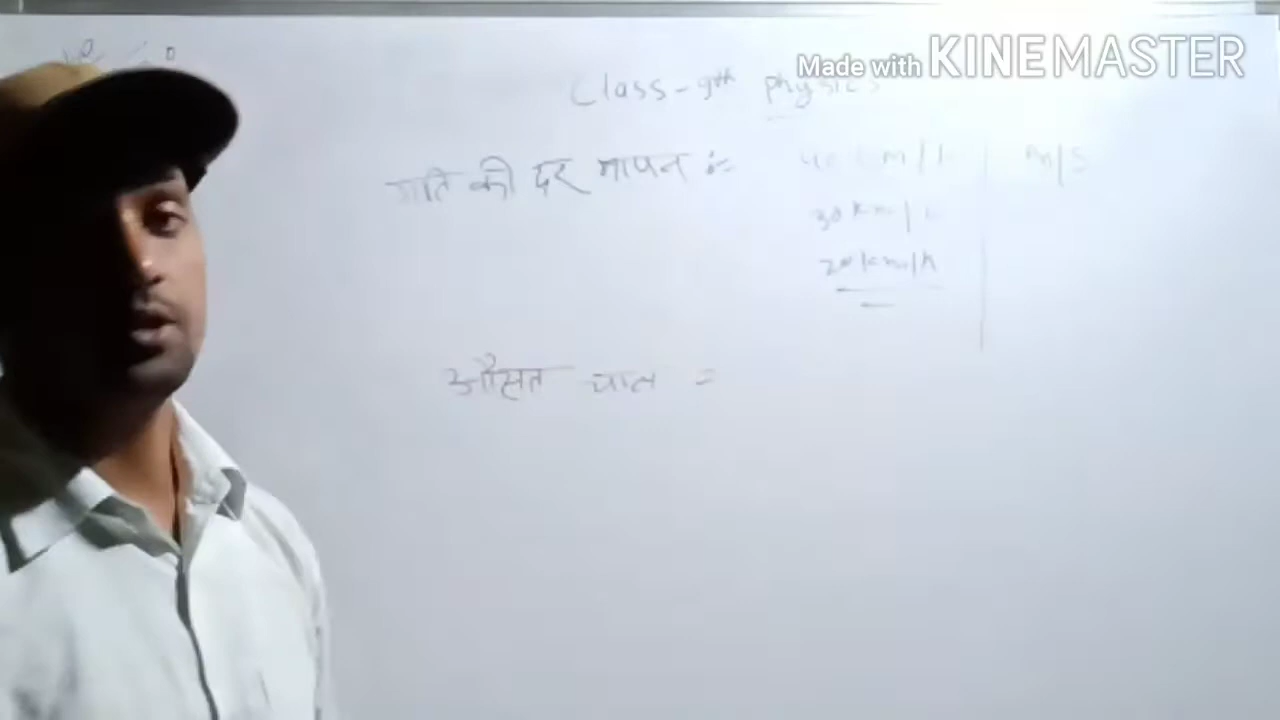 Made with KINEMASTER
Class-9th physics
गति की दर मापन :- 40 km/h m/s
30 km/h
20 km/h
औसत चाल =